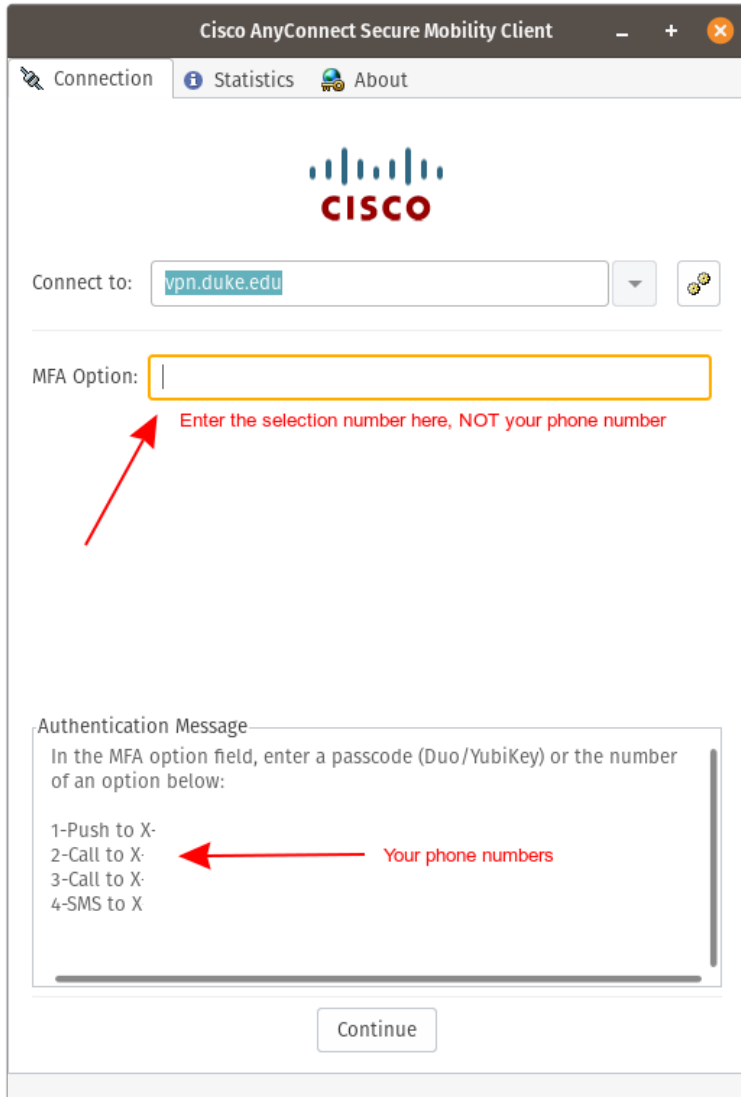 Cisco AnyConnect Secure Mobility Client
Connection
Statistics
About
CISCO
Connect to:
vpn.duke.edu
MFA Option:
Enter the selection number here, NOT your phone number
Authentication Message
In the MFA option field, enter a passcode (Duo/YubiKey) or the number
of an option below:
1-Push to X-
2-Call to X-
Your phone numbers
3-Call to X-
4-SMS to X
Continue